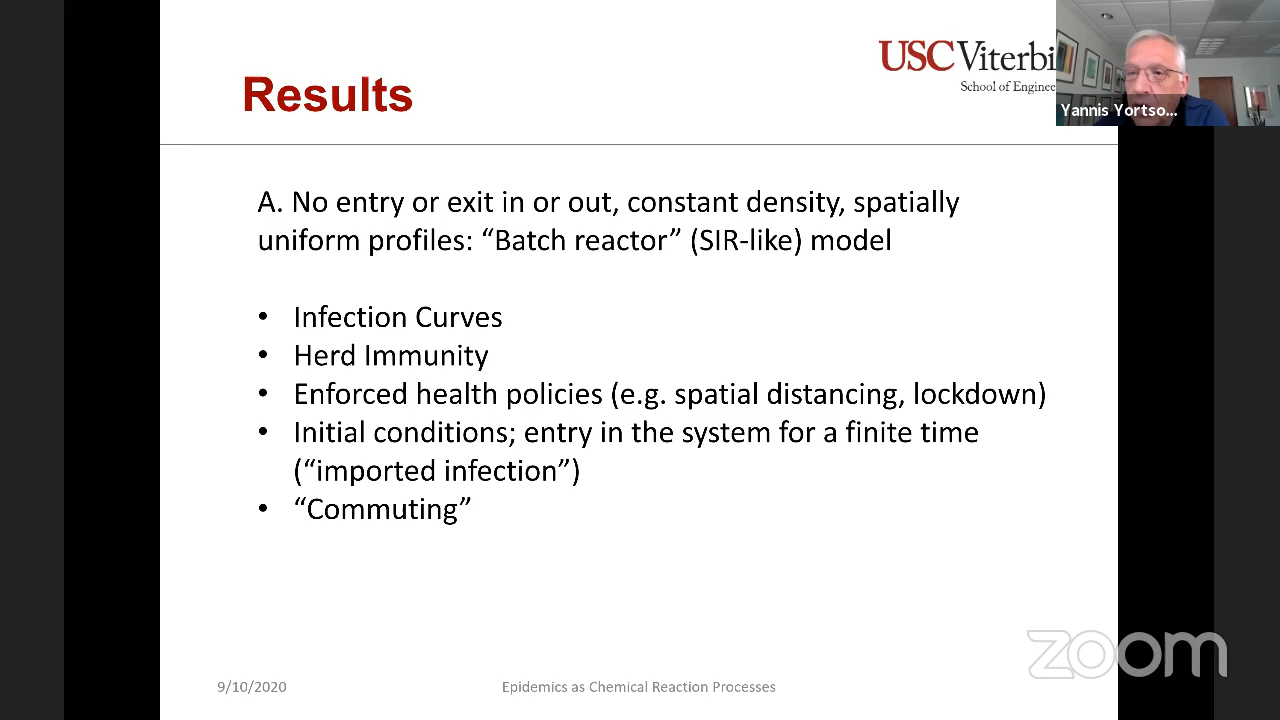 USC Viterbi
School of Enginee
Yannis Yortso...
Results
A. No entry or exit in or out, constant density, spatially
uniform profiles: “Batch reactor” (SIR-like) model
• Infection Curves
• Herd Immunity
• Enforced health policies (e.g. spatial distancing, lockdown)
• Initial conditions; entry in the system for a finite time
(“imported infection”)
• “Commuting”
zoom
9/10/2020
Epidemics as Chemical Reaction Processes